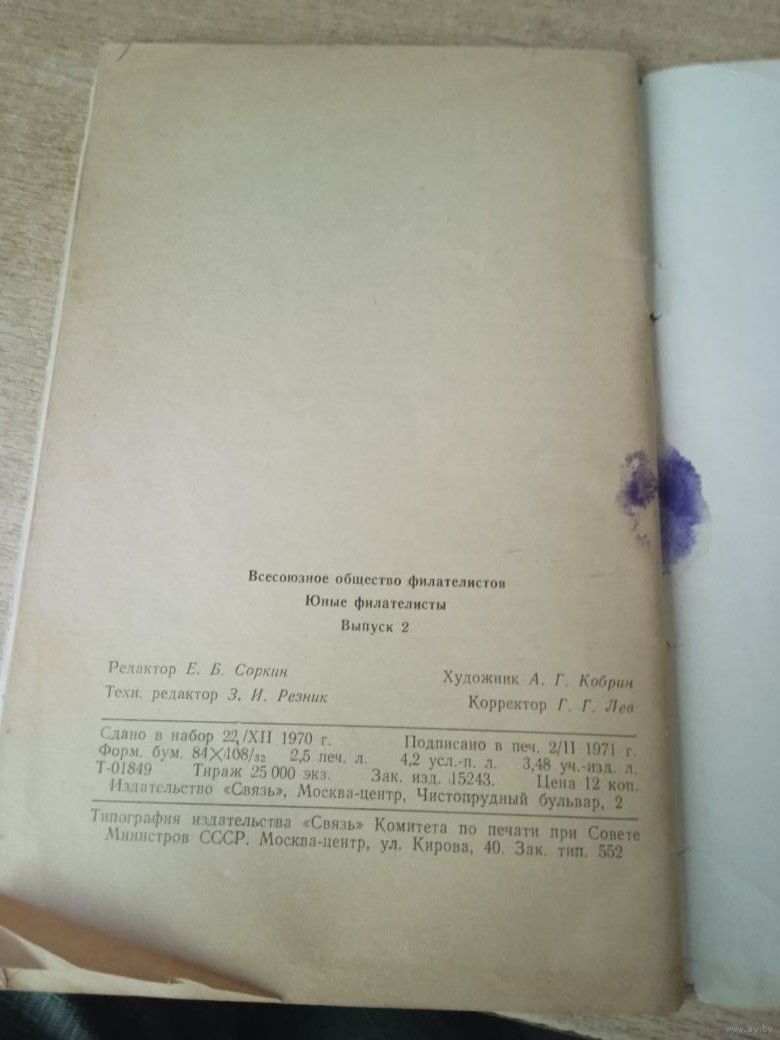 Всесоюзное общество филателистов
Юные филателисты
Выпуск 2
Редактор Е. Б. Соркин
Художник А. Г. Кобрин
Техн. редактор З. И. Резник
Корректор Г. Г. Лев
Сдано в набор 22/XII 1970 г. Подписано в печ. 2/II 1971 г.
Форм. бум. 84×108/32 2,5 печ. л. 4,2 усл.-п. л. 3,48 уч.-изд. л.
Т-01849 Тираж 25 000 экз. Зак. изд. 15243. Цена 12 коп.
Издательство «Связь», Москва-центр, Чистопрудный бульвар, 2
Типография издательства «Связь» Комитета по печати при Совете
Министров СССР. Москва-центр, ул. Кирова, 40. Зак. тип. 552
www.ay.by